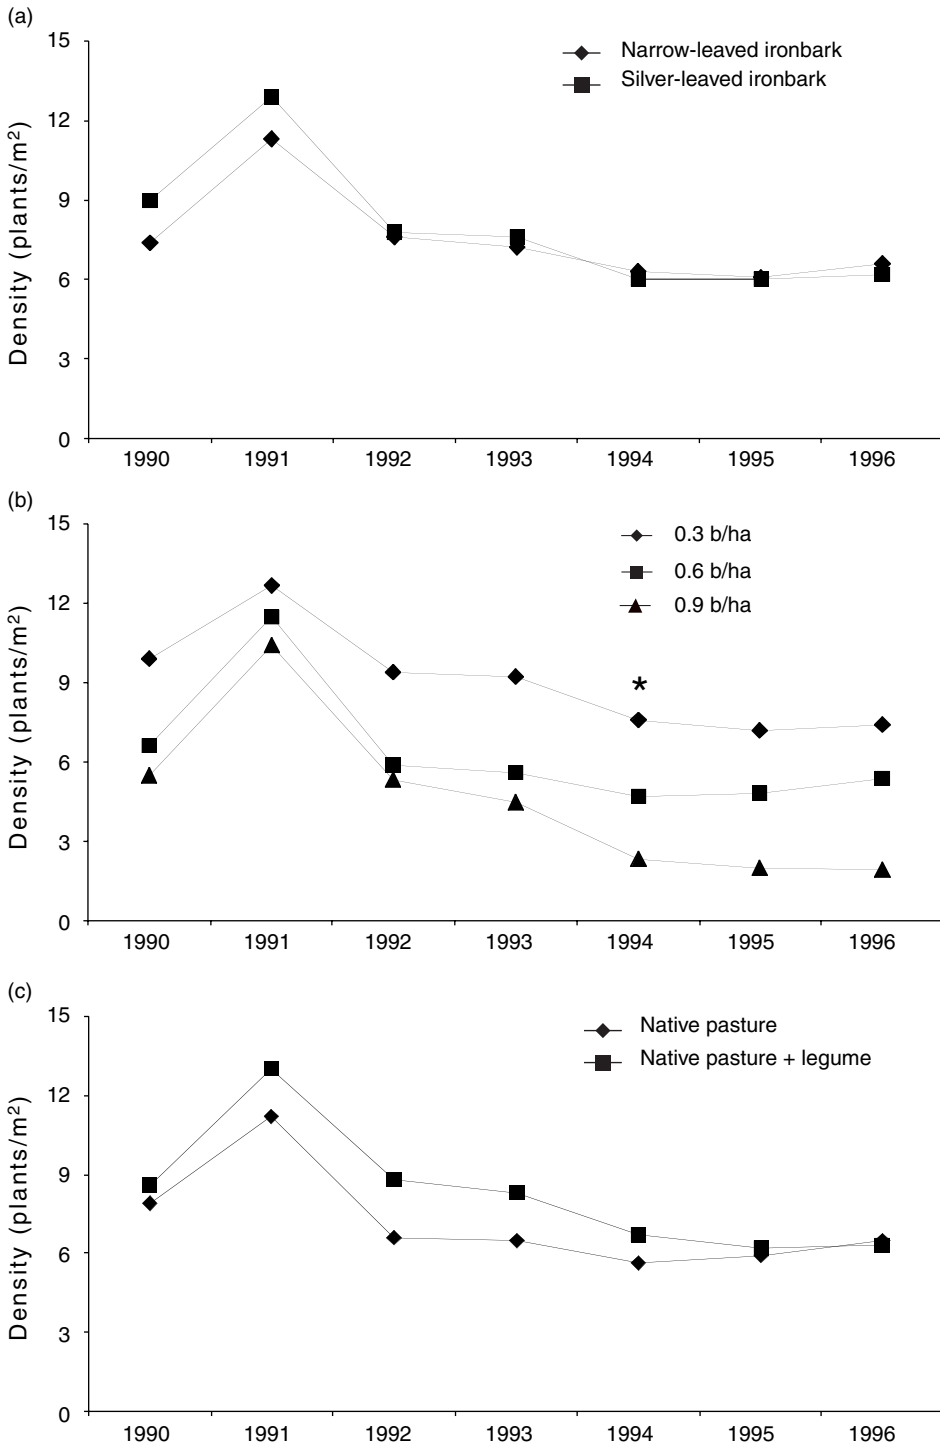 (a)
15
12
9
6
3
0
Density (plants/m²)
Narrow-leaved ironbark
Silver-leaved ironbark
1990 1991 1992 1993 1994 1995 1996
(b)
15
12
9
6
3
0
Density (plants/m²)
0.3 b/ha
0.6 b/ha
0.9 b/ha
*
1990 1991 1992 1993 1994 1995 1996
(c)
15
12
9
6
3
0
Density (plants/m²)
Native pasture
Native pasture + legume
1990 1991 1992 1993 1994 1995 1996